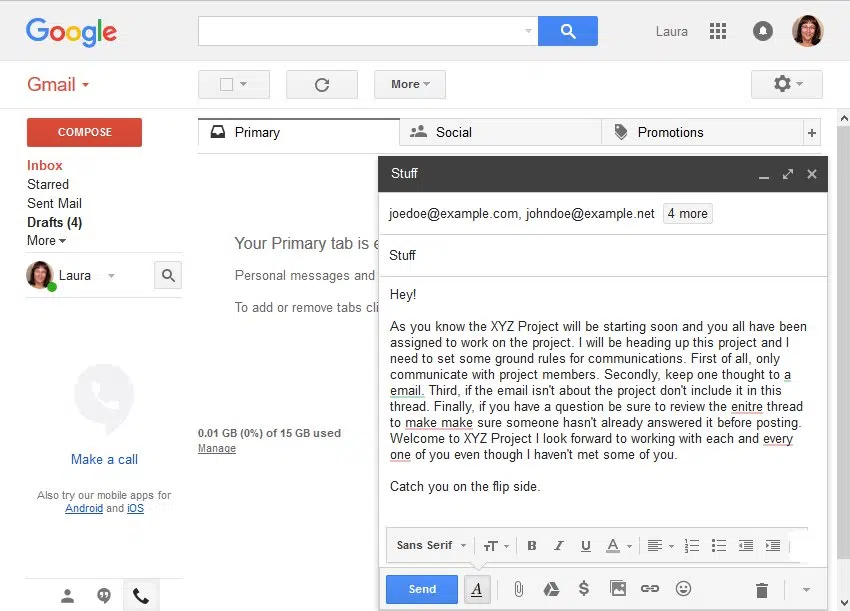 Google
Laura
Gmail
More
COMPOSE
Primary
Social
Promotions
+
Inbox
Starred
Sent Mail
Drafts (4)
More
Laura
Your Primary tab is e
Personal messages and
To add or remove tabs cli
0.01 GB (0%) of 15 GB used
Manage
Make a call
Also try our mobile apps for
Android and iOS
Stuff
joedoe@example.com, johndoe@example.net 4 more
Stuff
Hey!
As you know the XYZ Project will be starting soon and you all have been
assigned to work on the project. I will be heading up this project and I
need to set some ground rules for communications. First of all, only
communicate with project members. Secondly, keep one thought to a
email. Third, if the email isn't about the project don't include it in this
thread. Finally, if you have a question be sure to review the enitre thread
to make make sure someone hasn't already answered it before posting.
Welcome to XYZ Project I look forward to working with each and every
one of you even though I haven't met some of you.
Catch you on the flip side.
Sans Serif TT B I U A
Send A $